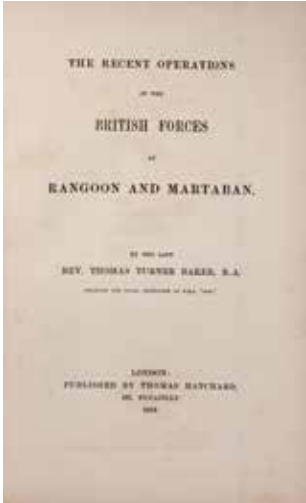 THE RECENT OPERATIONS
OF THE
BRITISH FORCES
AT
RANGOON AND MARTABAN.
BY THE LATE
REV. THOMAS TURNER BAKER, B.A.
LONDON:
PUBLISHED BY THOMAS HATCHARD,
PICCADILLY